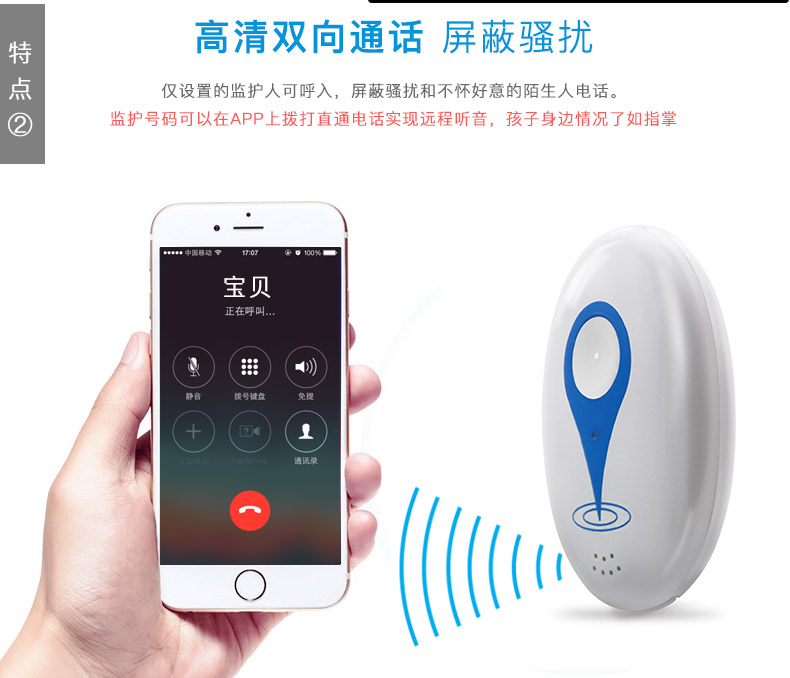 特点②
高清双向通话 屏蔽骚扰
仅设置的监护人可呼入，屏蔽骚扰和不怀好意的陌生人电话。
监护号码可以在APP上拨打直通电话实现远程听音，孩子身边情况了如指掌
中国移动 17:07 100%
宝贝
正在呼叫...
静音 拨号键盘 免提
?
FaceTime 通讯录